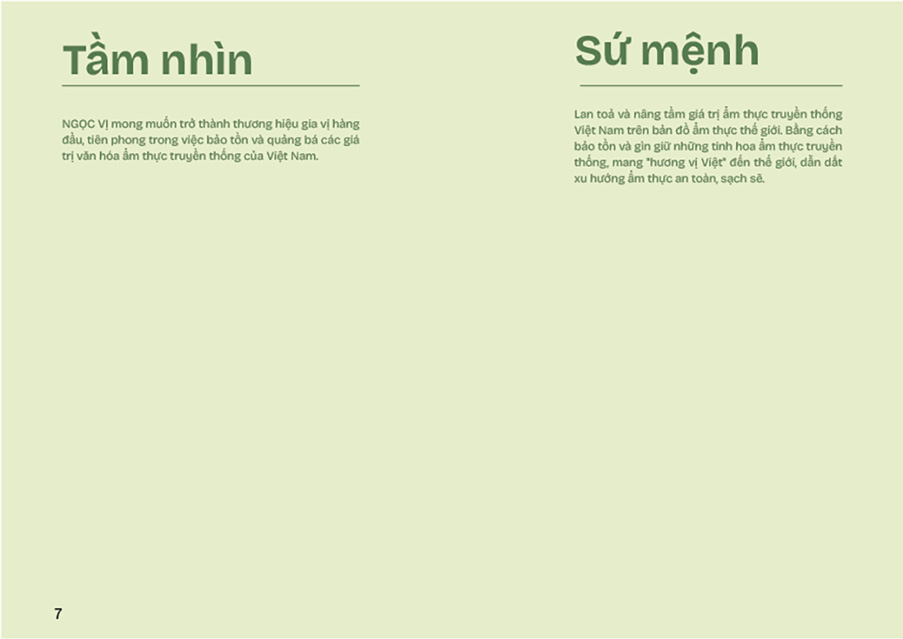 Tầm nhìn
NGỌC VỊ mong muốn trở thành thương hiệu gia vị hàng
đầu, tiên phong trong việc bảo tồn và quảng bá các giá
trị văn hóa ẩm thực truyền thống của Việt Nam.
Sứ mệnh
Lan toả và nâng tầm giá trị ẩm thực truyền thống
Việt Nam trên bản đồ ẩm thực thế giới. Bằng cách
bảo tồn và gìn giữ những tinh hoa ẩm thực truyền
thống, mang "hương vị Việt" đến thế giới, dẫn dắt
xu hướng ẩm thực an toàn, sạch sẽ.
7